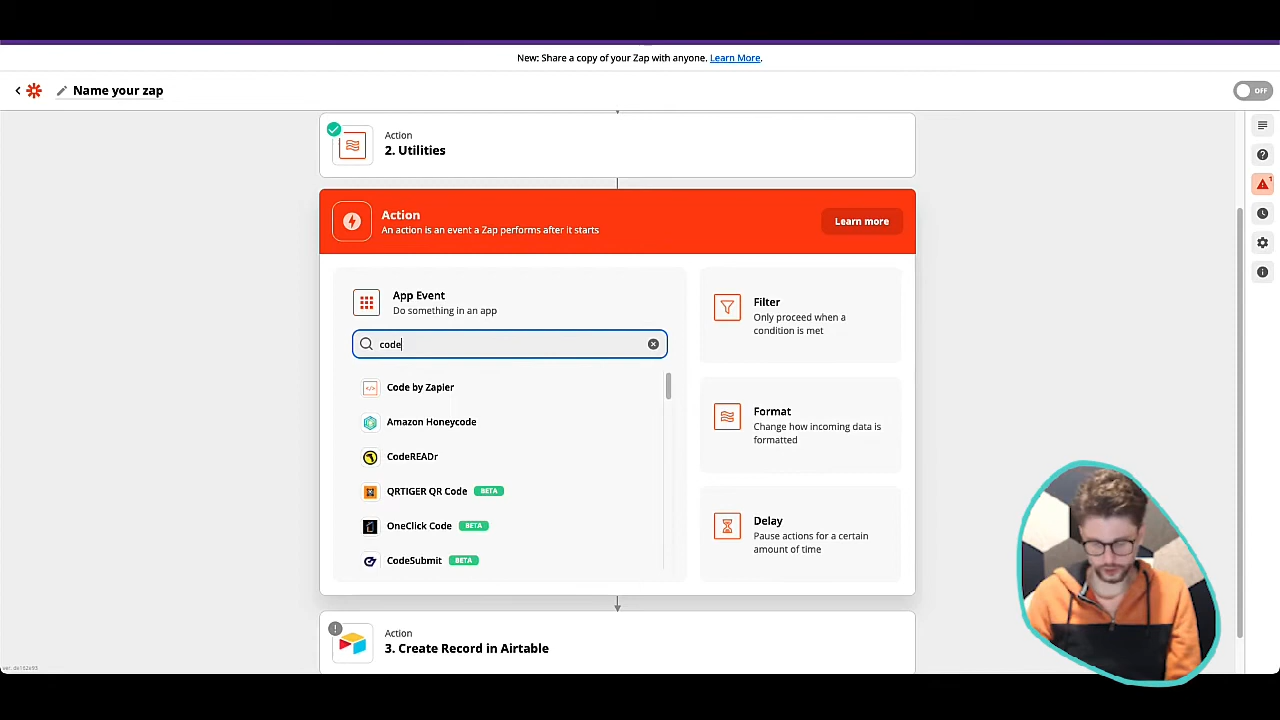 New: Share a copy of your Zap with anyone. Learn More.
Name your zap
OFF
Action
2. Utilities
Action
An action is an event a Zap performs after it starts
Learn more
App Event
Do something in an app
code
Code by Zapier
Amazon Honeycode
CodeREADr
QRTIGER QR Code BETA
OneClick Code BETA
CodeSubmit BETA
Filter
Only proceed when a
condition is met
Format
Change how incoming data is
formatted
Delay
Pause actions for a certain
amount of time
1
Action
3. Create Record in Airtable